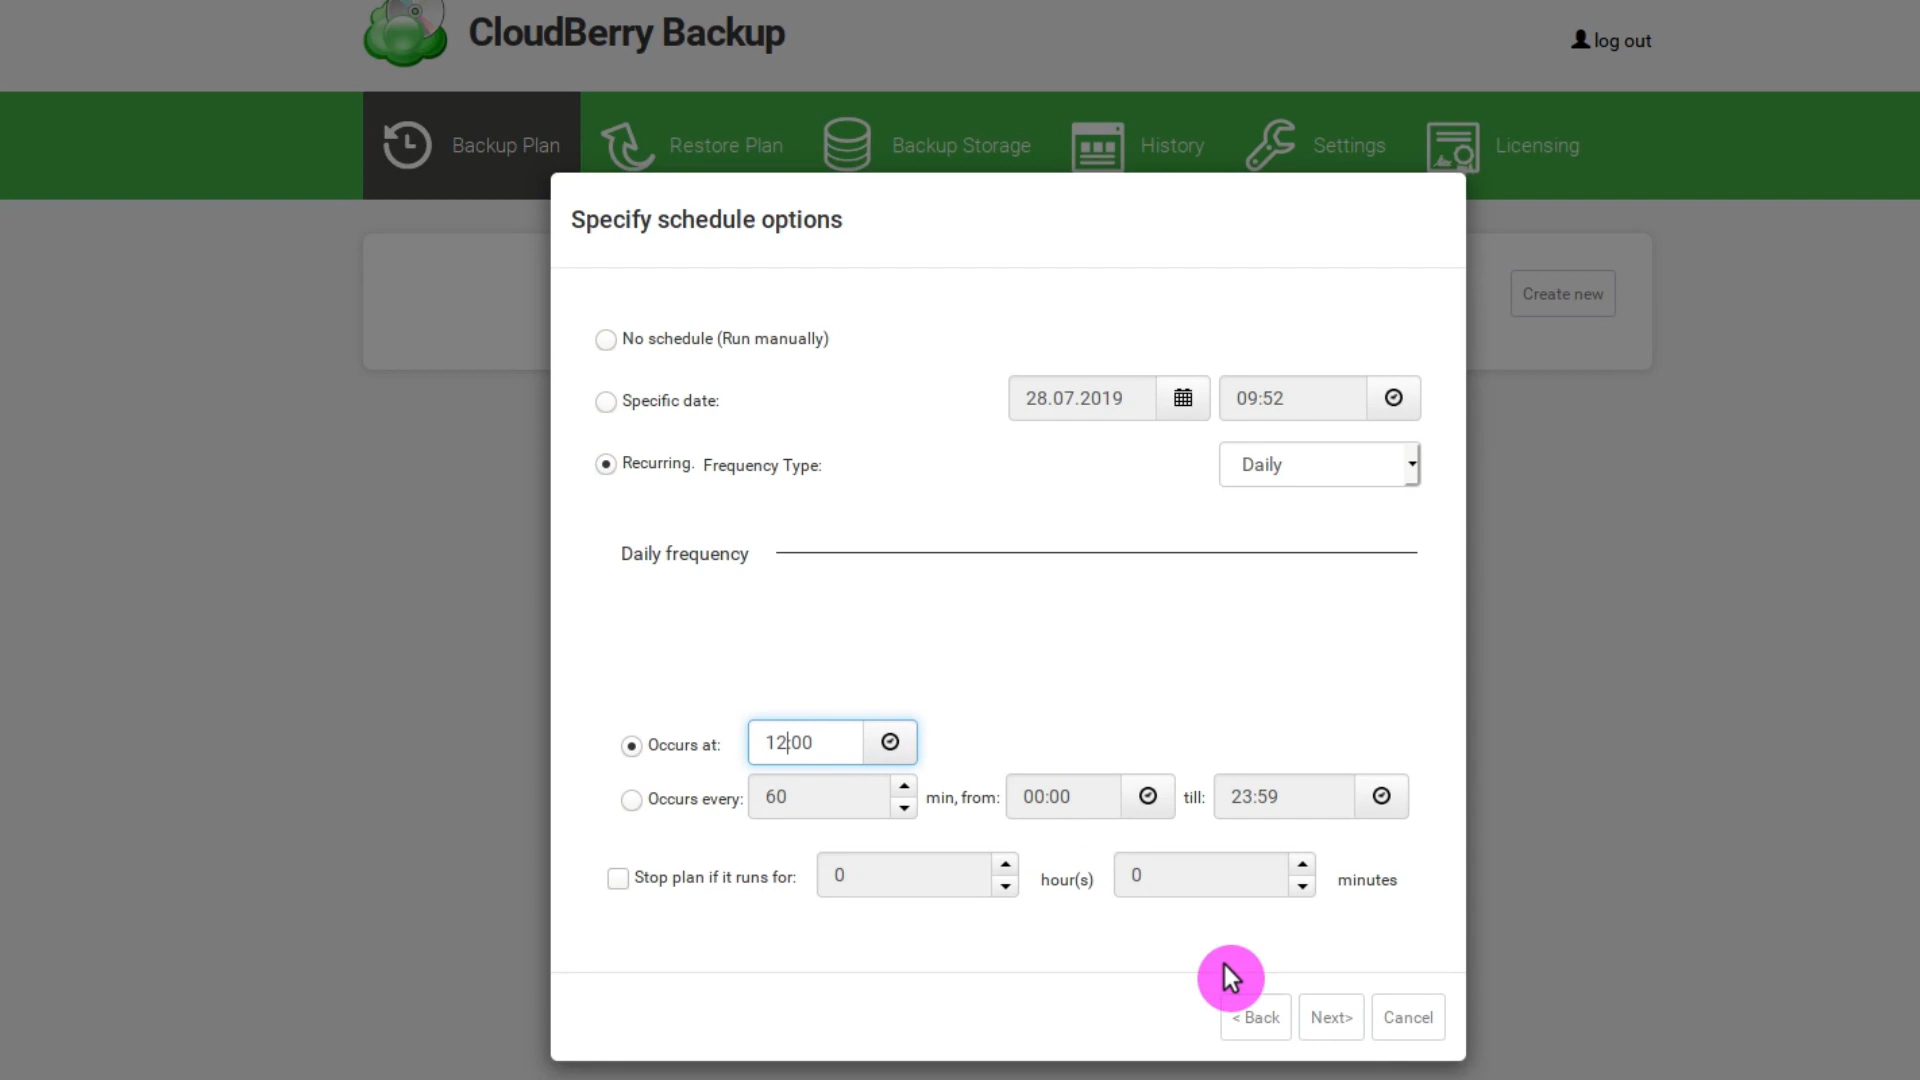 CloudBerry Backup
log out
Backup Plan
Restore Plan
Backup Storage
History
Settings
Licensing
Specify schedule options
Create new
No schedule (Run manually)
Specific date:
28.07.2019
09:52
Recurring. Frequency Type:
Daily
Daily frequency
Occurs at:
12:00
Occurs every:
60
min, from:
00:00
till:
23:59
Stop plan if it runs for:
0
hour(s)
0
minutes
< Back
Next>
Cancel